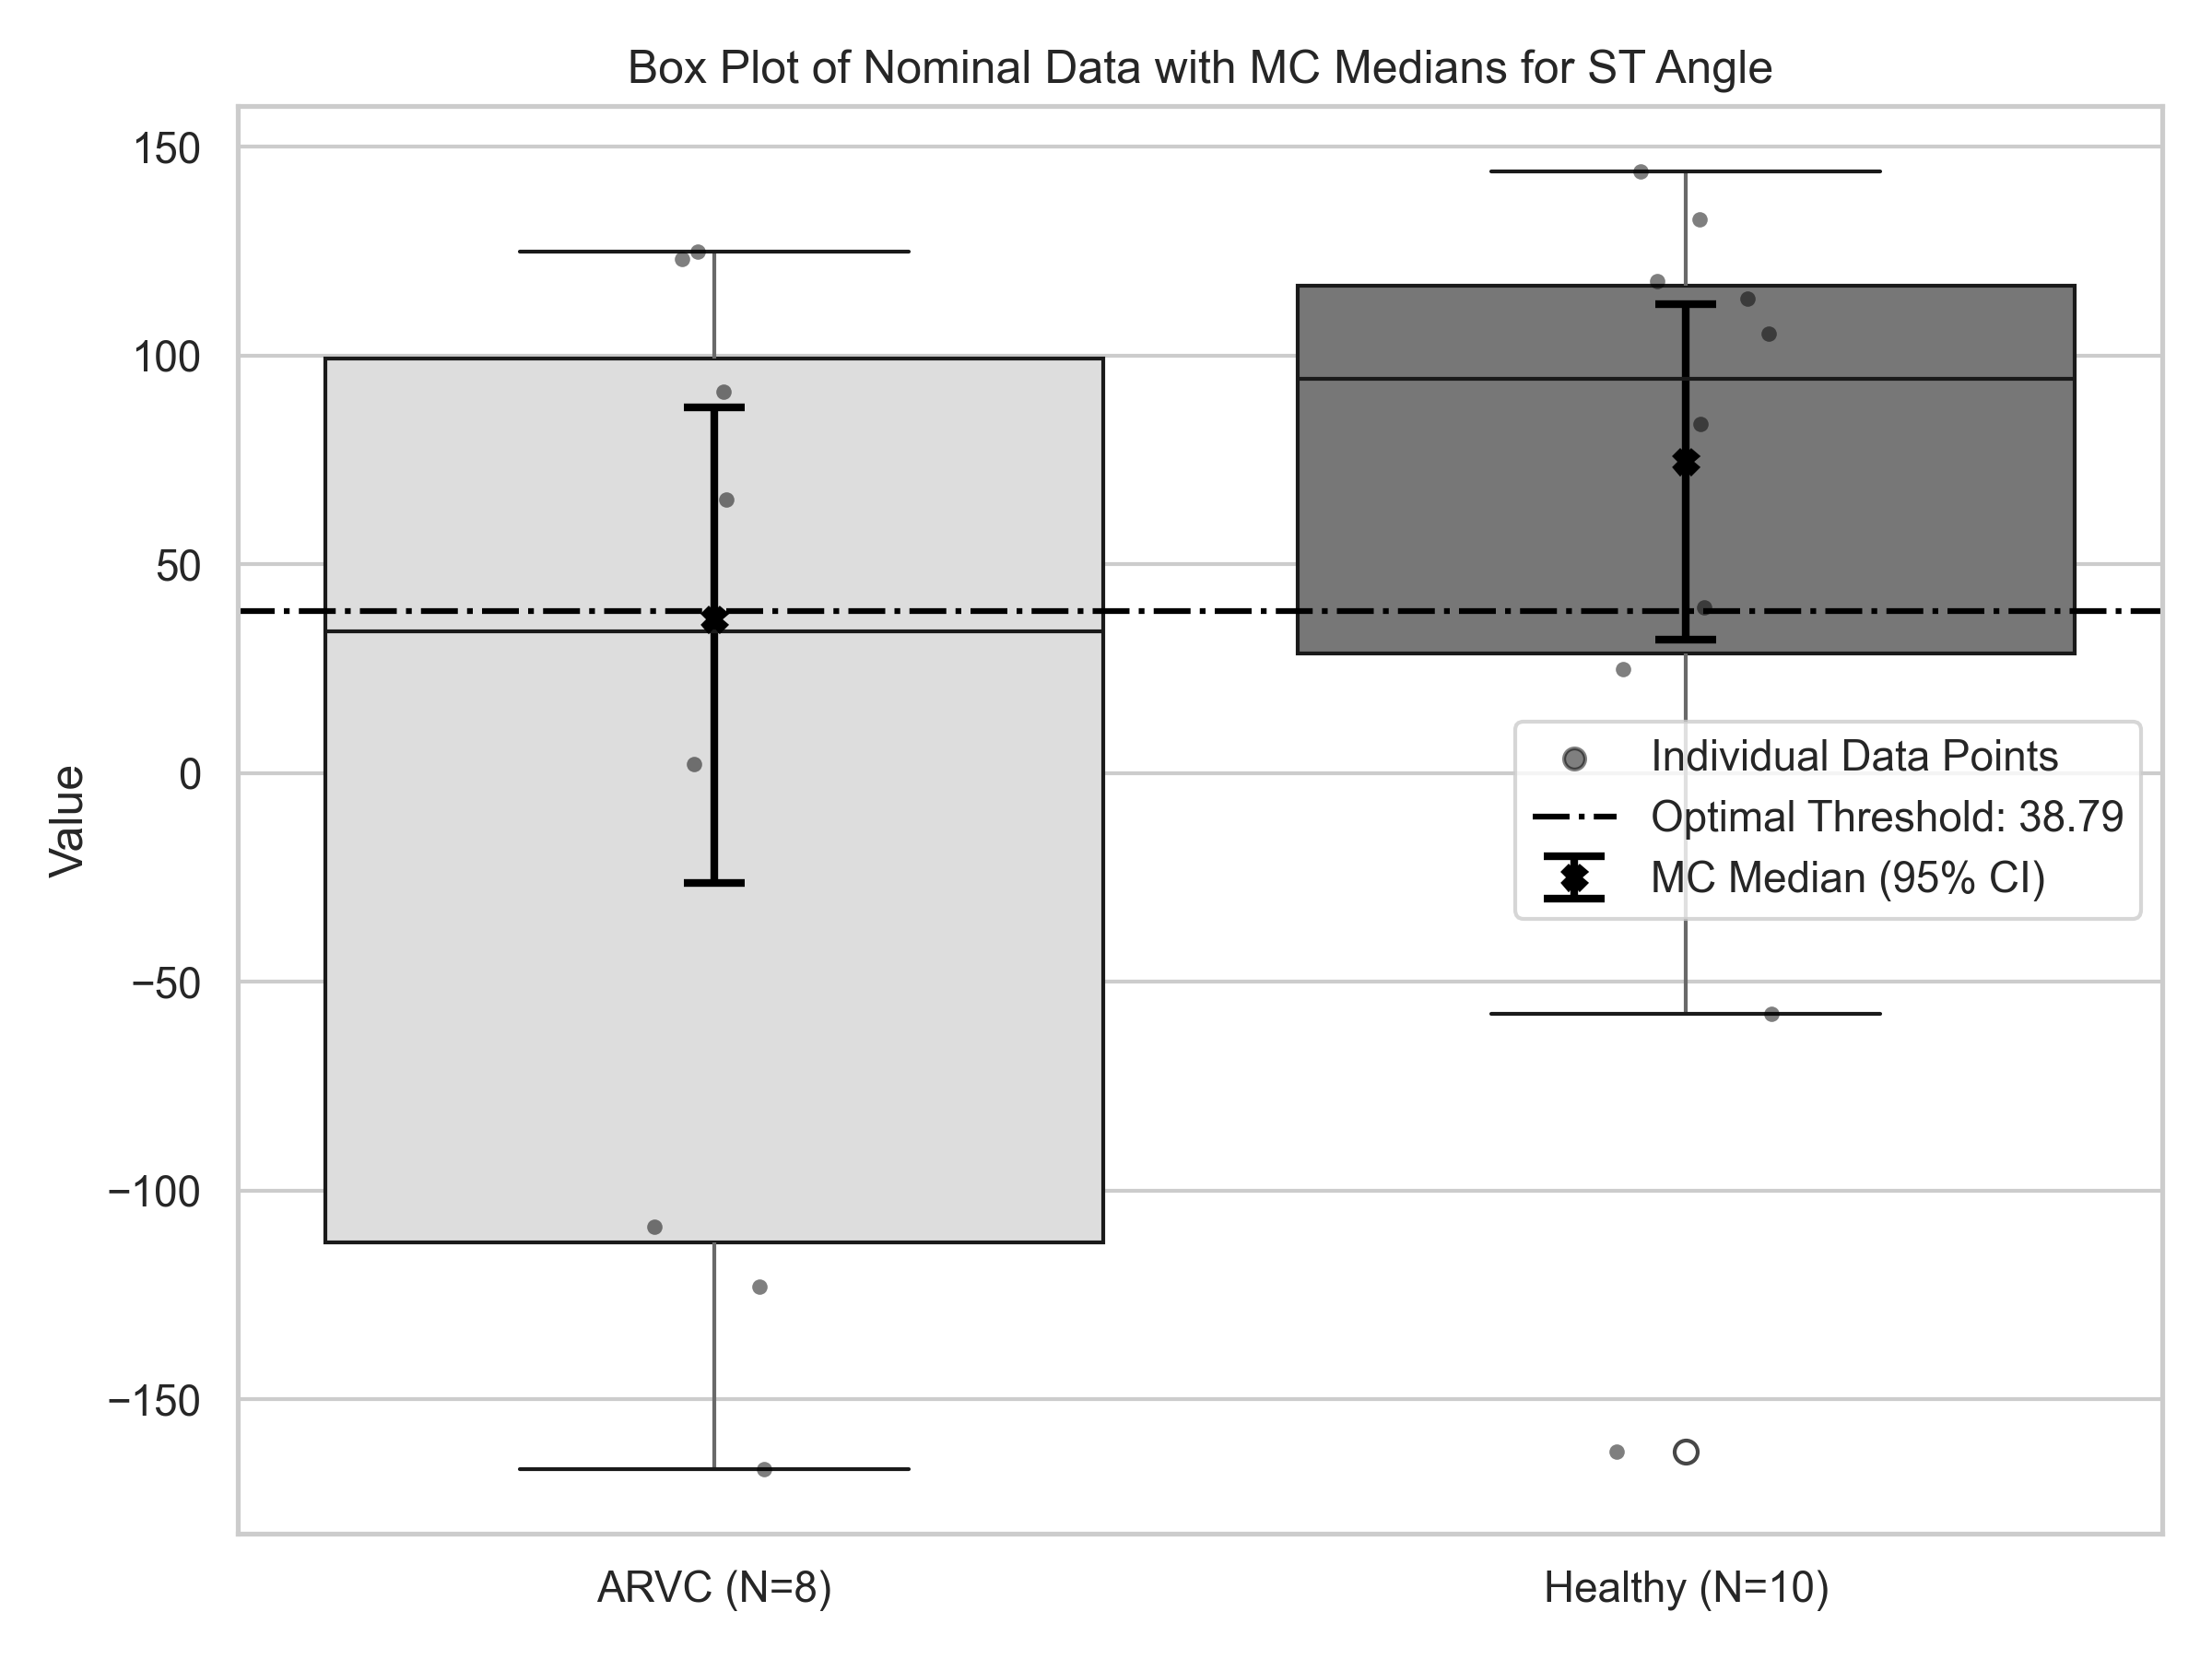 Box Plot of Nominal Data with MC Medians for ST Angle
Value
150
100
50
0
−50
−100
−150
Individual Data Points
Optimal Threshold: 38.79
MC Median (95% CI)
ARVC (N=8)
Healthy (N=10)